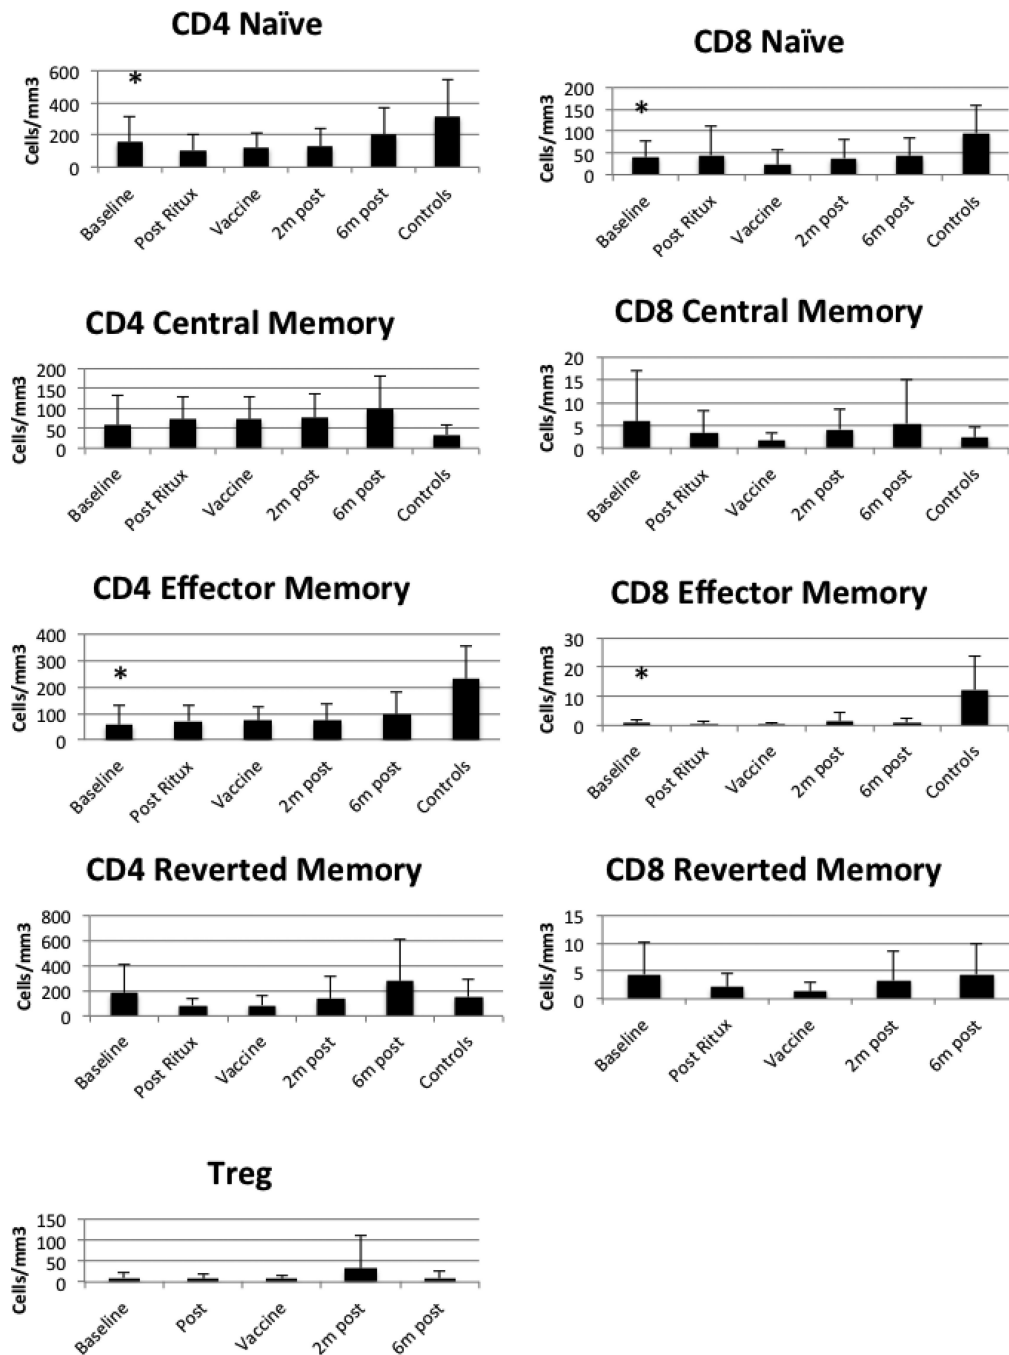 CD4 Naïve
Cells/mm3
600
400
200
0
*
Baseline
Post Ritux
Vaccine
2m post
6m post
Controls
CD8 Naïve
Cells/mm3
200
150
100
50
0
*
Baseline
Post Ritux
Vaccine
2m post
6m post
Controls
CD4 Central Memory
Cells/mm3
200
150
100
50
0
Baseline
Post Ritux
Vaccine
2m post
6m post
Controls
CD8 Central Memory
Cells/mm3
20
15
10
5
0
Baseline
Post Ritux
Vaccine
2m post
6m post
Controls
CD4 Effector Memory
Cells/mm3
400
300
200
100
0
*
Baseline
Post Ritux
Vaccine
2m post
6m post
Controls
CD8 Effector Memory
Cells/mm3
30
20
10
0
*
Baseline
Post Ritux
Vaccine
2m post
6m post
Controls
CD4 Reverted Memory
Cells/mm3
800
600
400
200
0
Baseline
Post Ritux
Vaccine
2m post
6m post
Controls
CD8 Reverted Memory
Cells/mm3
15
10
5
0
Baseline
Post Ritux
Vaccine
2m post
6m post
Treg
Cells/mm3
150
100
50
0
Baseline
Post
Vaccine
2m post
6m post